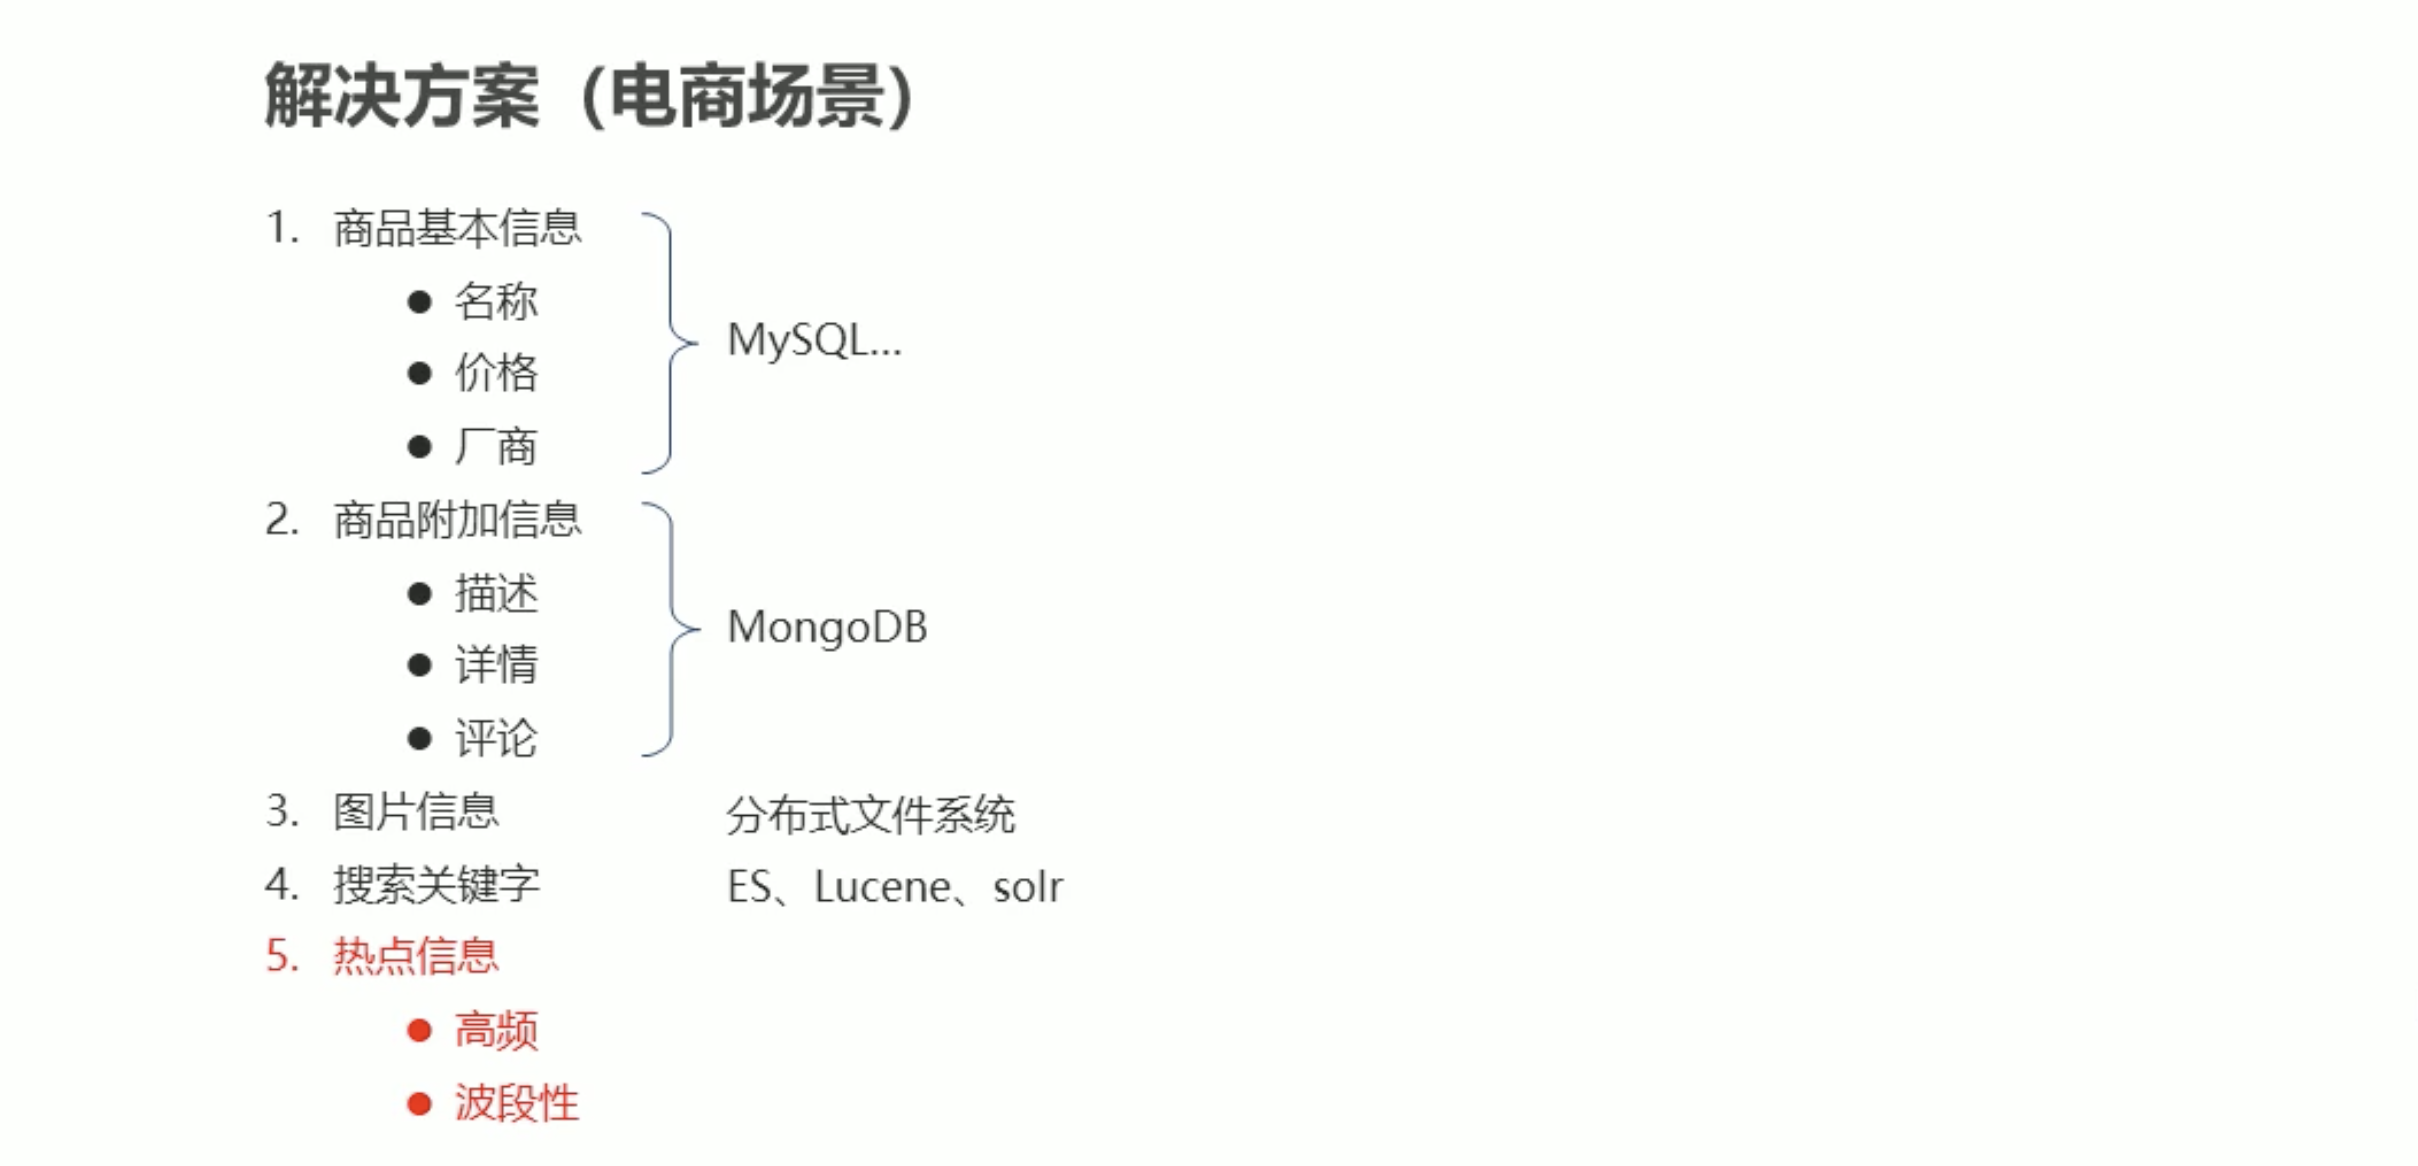 解决方案（电商场景）
1. 商品基本信息
● 名称
● 价格
● 厂商
MySQL...
2. 商品附加信息
● 描述
● 详情
● 评论
MongoDB
3. 图片信息 分布式文件系统
4. 搜索关键字 ES、Lucene、solr
5. 热点信息
● 高频
● 波段性